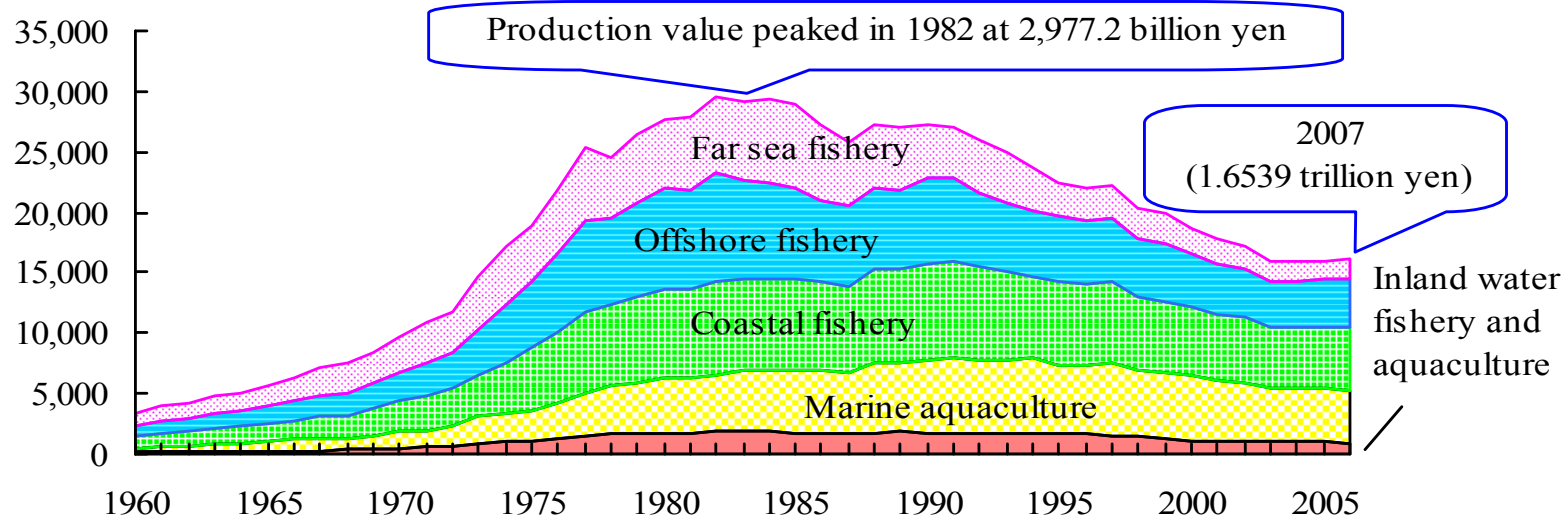 Production value peaked in 1982 at 2,977.2 billion yen
35,000
30,000
25,000
20,000
15,000
10,000
5,000
0
2007
(1.6539 trillion yen)
Far sea fishery
Offshore fishery
Coastal fishery
Marine aquaculture
Inland water
fishery and
aquaculture
1960 1965 1970 1975 1980 1985 1990 1995 2000 2005